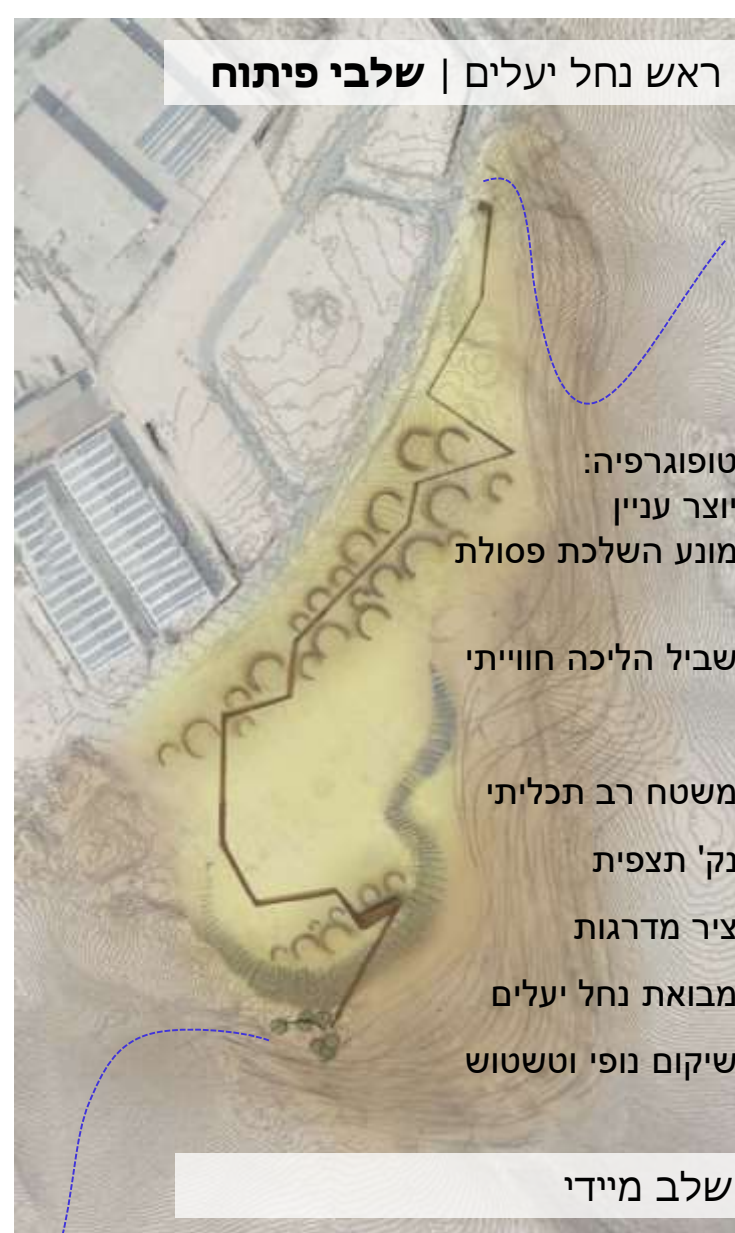 ראש נחל יעלים | שלבי פיתוח
טופוגרפיה:
יוצר עניין
מונע השלכת פסולת
שביל הליכה חווייתי
משטח רב תכליתי
נק' תצפית
ציר מדרגות
מבואת נחל יעלים
שיקום נופי וטשטוש
שלב מיידי